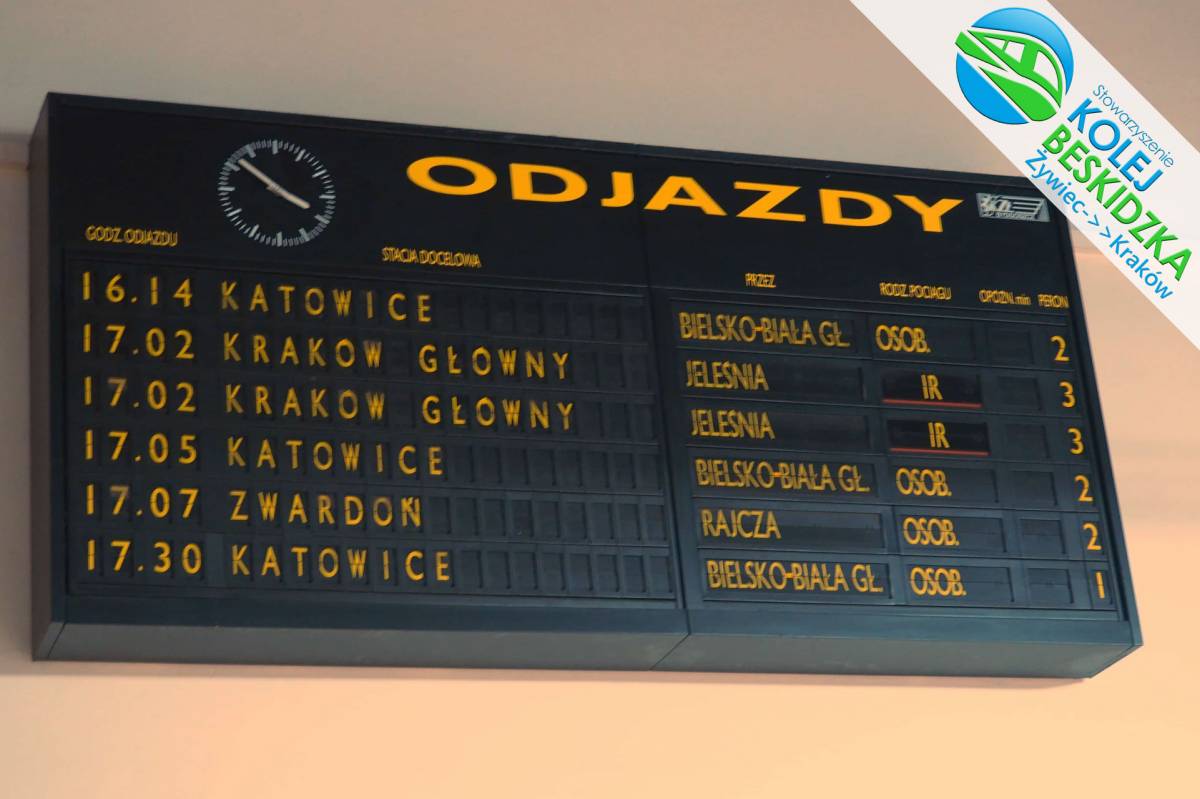 Stowarzyszenie
KOLEJ
BESKIDZKA
Żywiec->>Kraków
ODJAZDY
GODZ. ODJAZDU STACJA DOCELOWA PRZEZ RODZ. POCIĄGU OPÓŹN. min PERON
16.14 KATOWICE BIELSKO-BIAŁA GŁ. OSOB. 2
17.02 KRAKOW GŁOWNY JELESNIA IR 3
17.02 KRAKOW GŁOWNY JELESNIA IR 3
17.05 KATOWICE BIELSKO-BIAŁA GŁ. OSOB. 2
17.07 ZWARDOŃ RAJCZA OSOB. 2
17.30 KATOWICE BIELSKO-BIAŁA GŁ. OSOB. 1